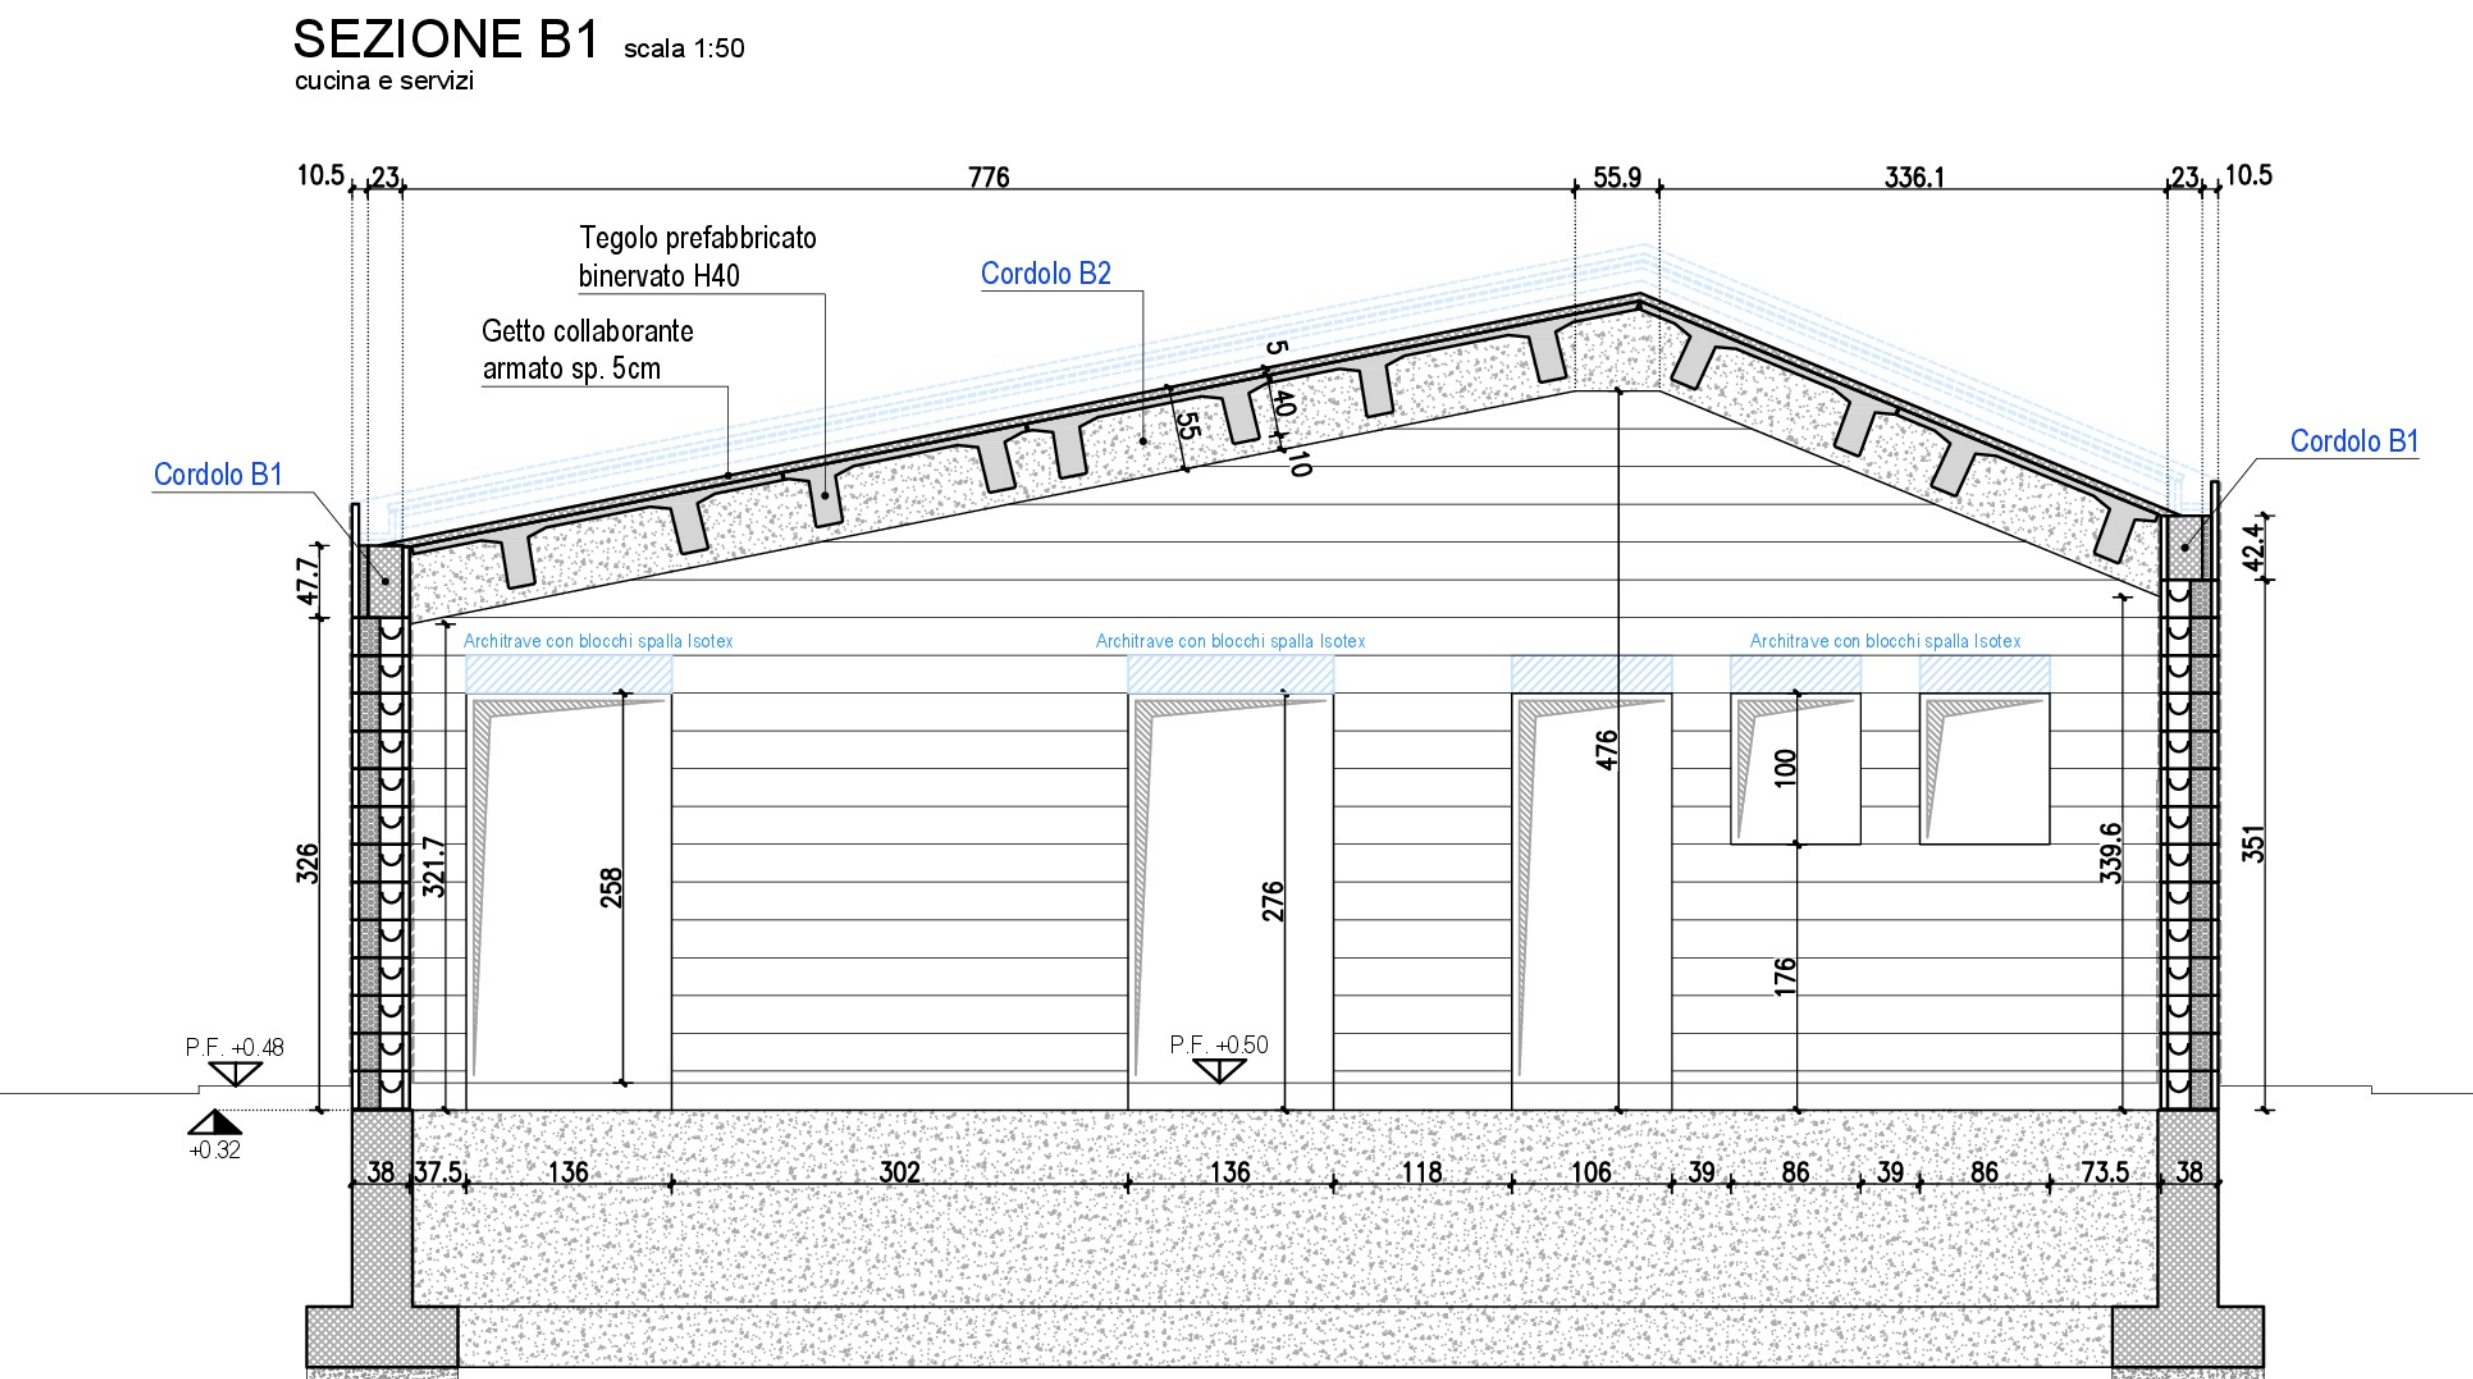 SEZIONE B1 scala 1:50
cucina e servizi
10.5 23 776 55.9 336.1 23 10.5
Tegolo prefabbricato
binervato H40
Cordolo B2
Getto collaborante
armato sp. 5cm
5
40
55
10
Cordolo B1
Cordolo B1
47.7
42.4
Architrave con blocchi spalla Isotex
Architrave con blocchi spalla Isotex
Architrave con blocchi spalla Isotex
326
321.7
258
276
476
100
176
339.6
351
P.F. +0.48
P.F. +0.50
+0.32
38 37.5 136 302 136 118 106 39 86 39 86 73.5 38